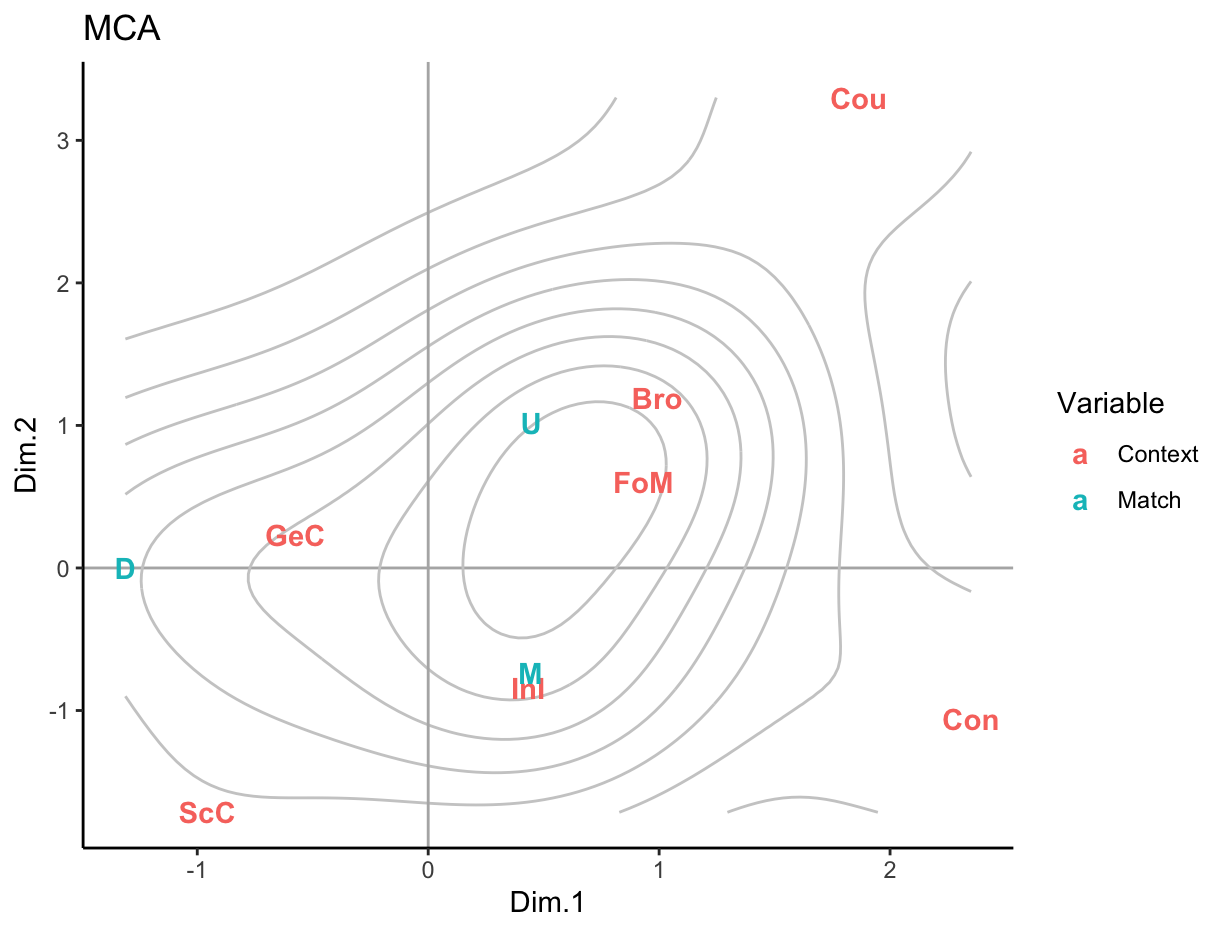 MCA
Cou
3
2
Bro
U
1
FoM
GeC
D
0
M
InI
-1
Con
ScC
-1
0
1
2
Dim.1
Dim.2
Variable
a Context
a Match